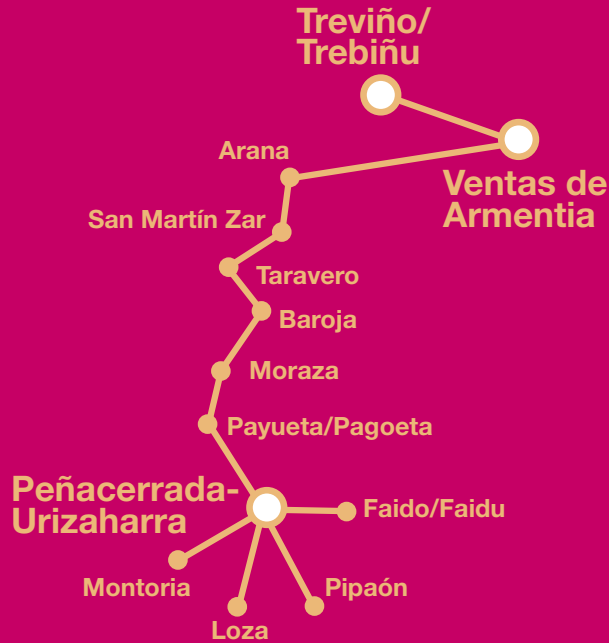 Treviño/
Trebiñu
Arana
Ventas de
Armentia
San Martín Zar
Taravero
Baroja
Moraza
Payueta/Pagoeta
Peñacerrada-
Urizaharra
Faido/Faidu
Montoria
Pipaón
Loza